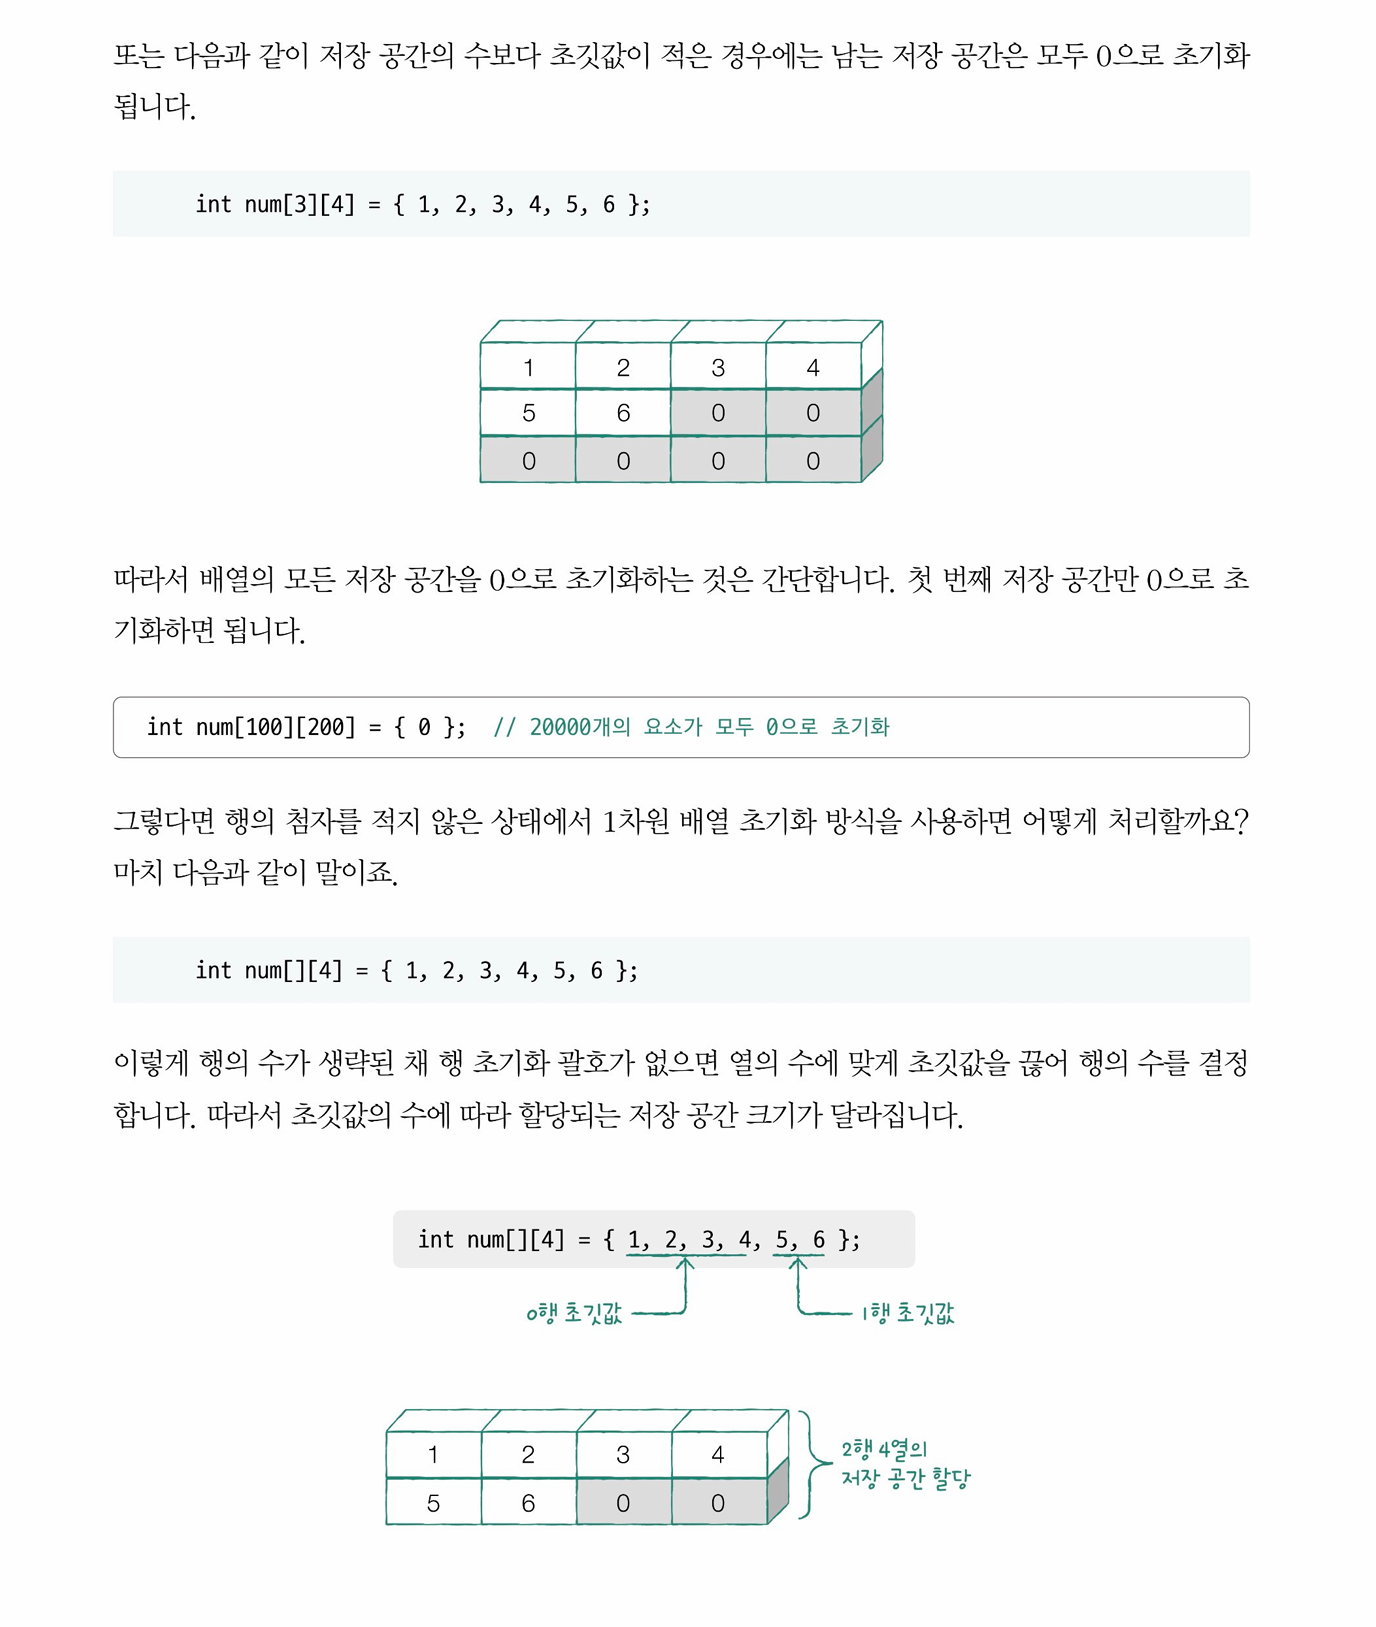 또는 다음과 같이 저장 공간의 수보다 초깃값이 적은 경우에는 남는 저장 공간은 모두 0으로 초기화
됩니다.
int num[3][4] = { 1, 2, 3, 4, 5, 6 };
1 2 3 4
5 6 0 0
0 0 0 0
따라서 배열의 모든 저장 공간을 0으로 초기화하는 것은 간단합니다. 첫 번째 저장 공간만 0으로 초
기화하면 됩니다.
int num[100][200] = { 0 };  // 20000개의 요소가 모두 0으로 초기화
그렇다면 행의 첨자를 적지 않은 상태에서 1차원 배열 초기화 방식을 사용하면 어떻게 처리할까요?
마치 다음과 같이 말이죠.
int num[][4] = { 1, 2, 3, 4, 5, 6 };
이렇게 행의 수가 생략된 채 행 초기화 괄호가 없으면 열의 수에 맞게 초깃값을 끊어 행의 수를 결정
합니다. 따라서 초깃값의 수에 따라 할당되는 저장 공간 크기가 달라집니다.
int num[][4] = { 1, 2, 3, 4, 5, 6 };
0행 초깃값 1행 초깃값
1 2 3 4
5 6 0 0
2행 4열의
저장 공간 할당